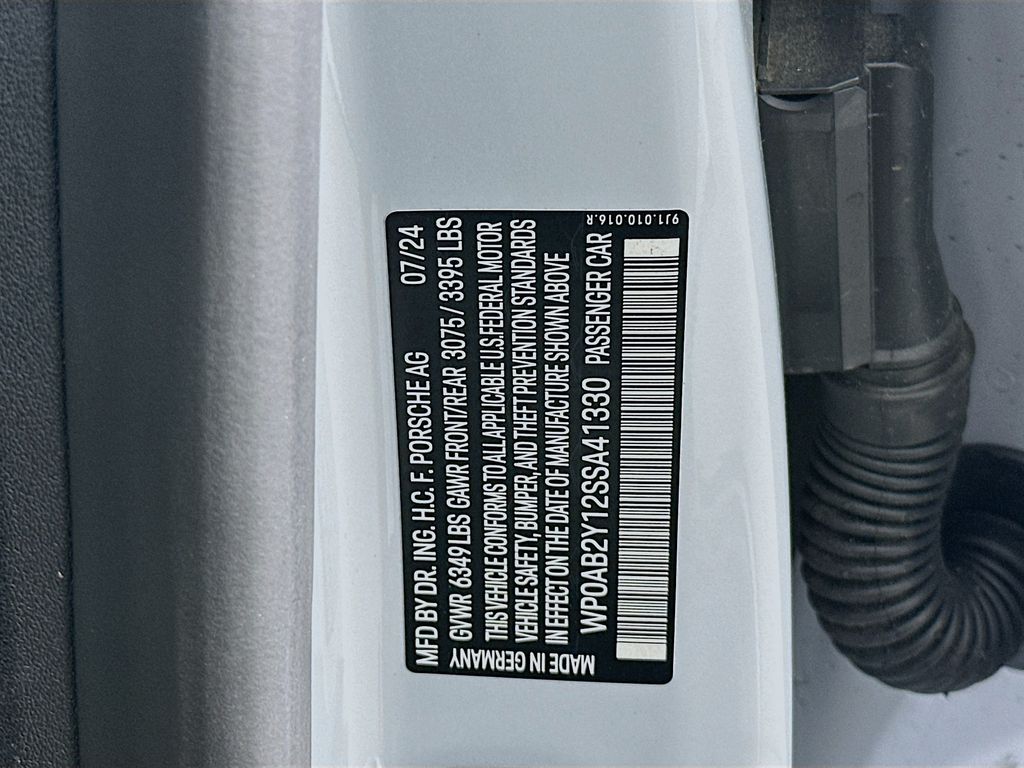 MFD BY DR. ING. H.C. F. PORSCHE AG 07/24
GVWR 6349 LBS GAWR FRONT/REAR 3075 / 3395 LBS
THIS VEHICLE CONFORMS TO ALL APPLICABLE U.S. FEDERAL MOTOR
VEHICLE SAFETY, BUMPER, AND THEFT PREVENTION STANDARDS
IN EFFECT ON THE DATE OF MANUFACTURE SHOWN ABOVE
WP0AB2Y12SSA41330 PASSENGER CAR
MADE IN GERMANY
9J1.010.016.R